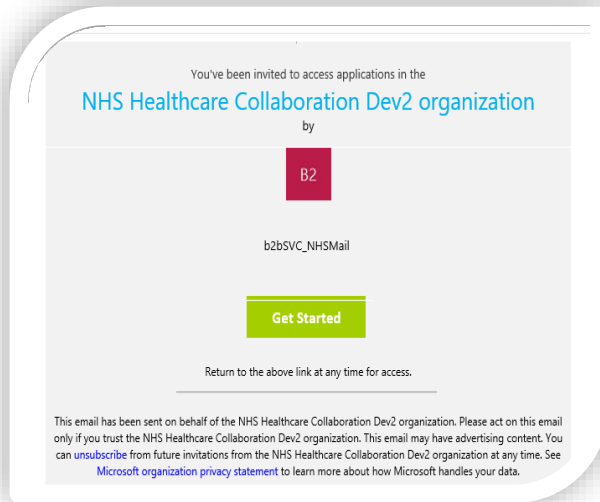 You've been invited to access applications in the
NHS Healthcare Collaboration Dev2 organization
by
B2
b2bSVC_NHSMail
Get Started
Return to the above link at any time for access.
This email has been sent on behalf of the NHS Healthcare Collaboration Dev2 organization. Please act on this email
only if you trust the NHS Healthcare Collaboration Dev2 organization. This email may have advertising content. You
can unsubscribe from future invitations from the NHS Healthcare Collaboration Dev2 organization at any time. See
Microsoft organization privacy statement to learn more about how Microsoft handles your data.